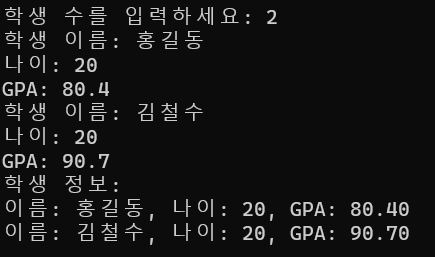 학생 수를 입력하세요: 2
학생 이름: 홍길동
나이: 20
GPA: 80.4
학생 이름: 김철수
나이: 20
GPA: 90.7
학생 정보:
이름: 홍길동, 나이: 20, GPA: 80.40
이름: 김철수, 나이: 20, GPA: 90.70